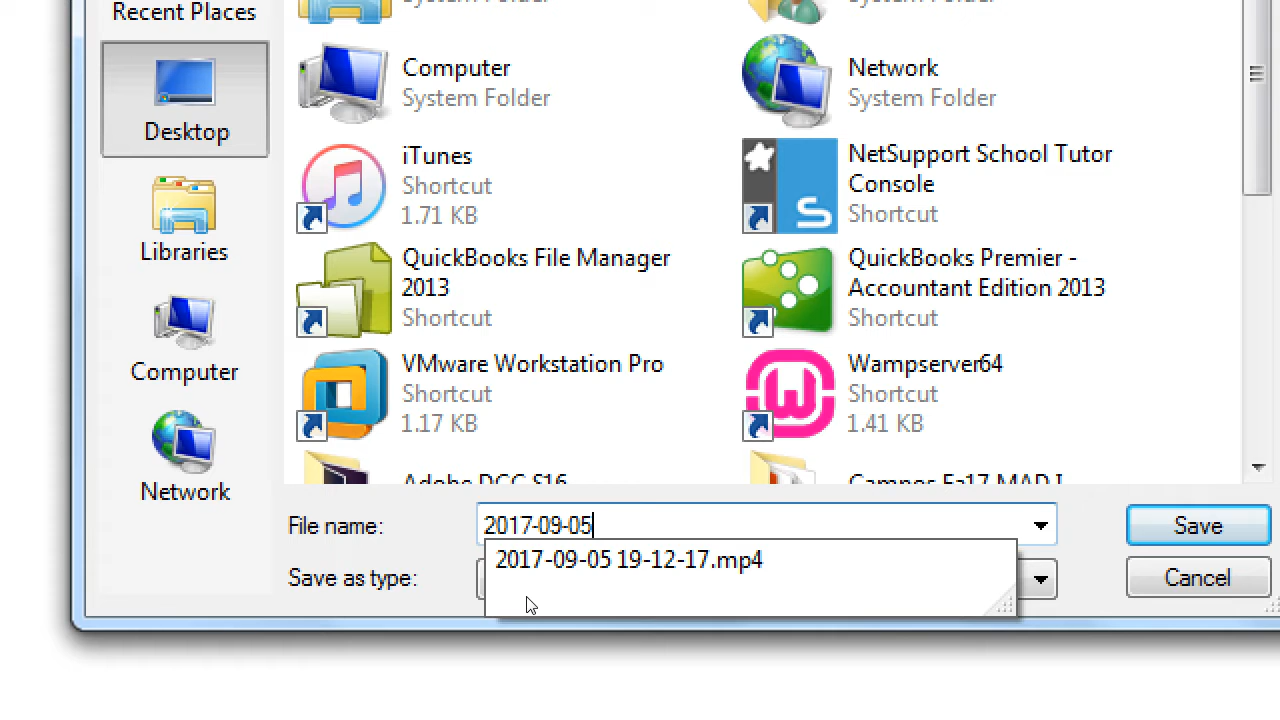 Recent Places
Desktop
Libraries
Computer
Network
System Folder
System Folder
Computer
System Folder
Network
System Folder
iTunes
Shortcut
1.71 KB
NetSupport School Tutor
Console
Shortcut
QuickBooks File Manager
2013
Shortcut
QuickBooks Premier -
Accountant Edition 2013
Shortcut
VMware Workstation Pro
Shortcut
1.17 KB
Wampserver64
Shortcut
1.41 KB
Adobe DCC S16
Campos Fa17 MAD I
File name:
2017-09-05
Save
2017-09-05 19-12-17.mp4
Save as type:
Cancel